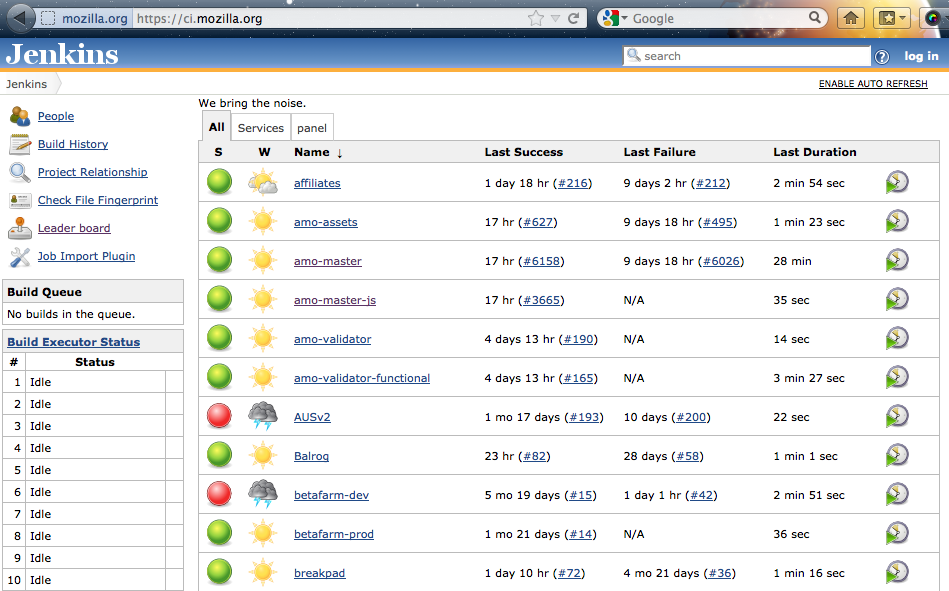 mozilla.org https://ci.mozilla.org Google
Jenkins search log in
Jenkins ENABLE AUTO REFRESH
People
Build History
Project Relationship
Check File Fingerprint
Leader board
Job Import Plugin
Build Queue
No builds in the queue.
Build Executor Status
# Status
1 Idle
2 Idle
3 Idle
4 Idle
5 Idle
6 Idle
7 Idle
8 Idle
9 Idle
10 Idle
We bring the noise.
All Services panel
S W Name ↓ Last Success Last Failure Last Duration
affiliates 1 day 18 hr (#216) 9 days 2 hr (#212) 2 min 54 sec
amo-assets 17 hr (#627) 9 days 18 hr (#495) 1 min 23 sec
amo-master 17 hr (#6158) 9 days 18 hr (#6026) 28 min
amo-master-js 17 hr (#3665) N/A 35 sec
amo-validator 4 days 13 hr (#190) N/A 14 sec
amo-validator-functional 4 days 13 hr (#165) N/A 3 min 27 sec
AUSv2 1 mo 17 days (#193) 10 days (#200) 22 sec
Balrog 23 hr (#82) 28 days (#58) 1 min 1 sec
betafarm-dev 5 mo 19 days (#15) 1 day 1 hr (#42) 2 min 51 sec
betafarm-prod 1 mo 21 days (#14) N/A 36 sec
breakpad 1 day 10 hr (#72) 4 mo 21 days (#36) 1 min 16 sec